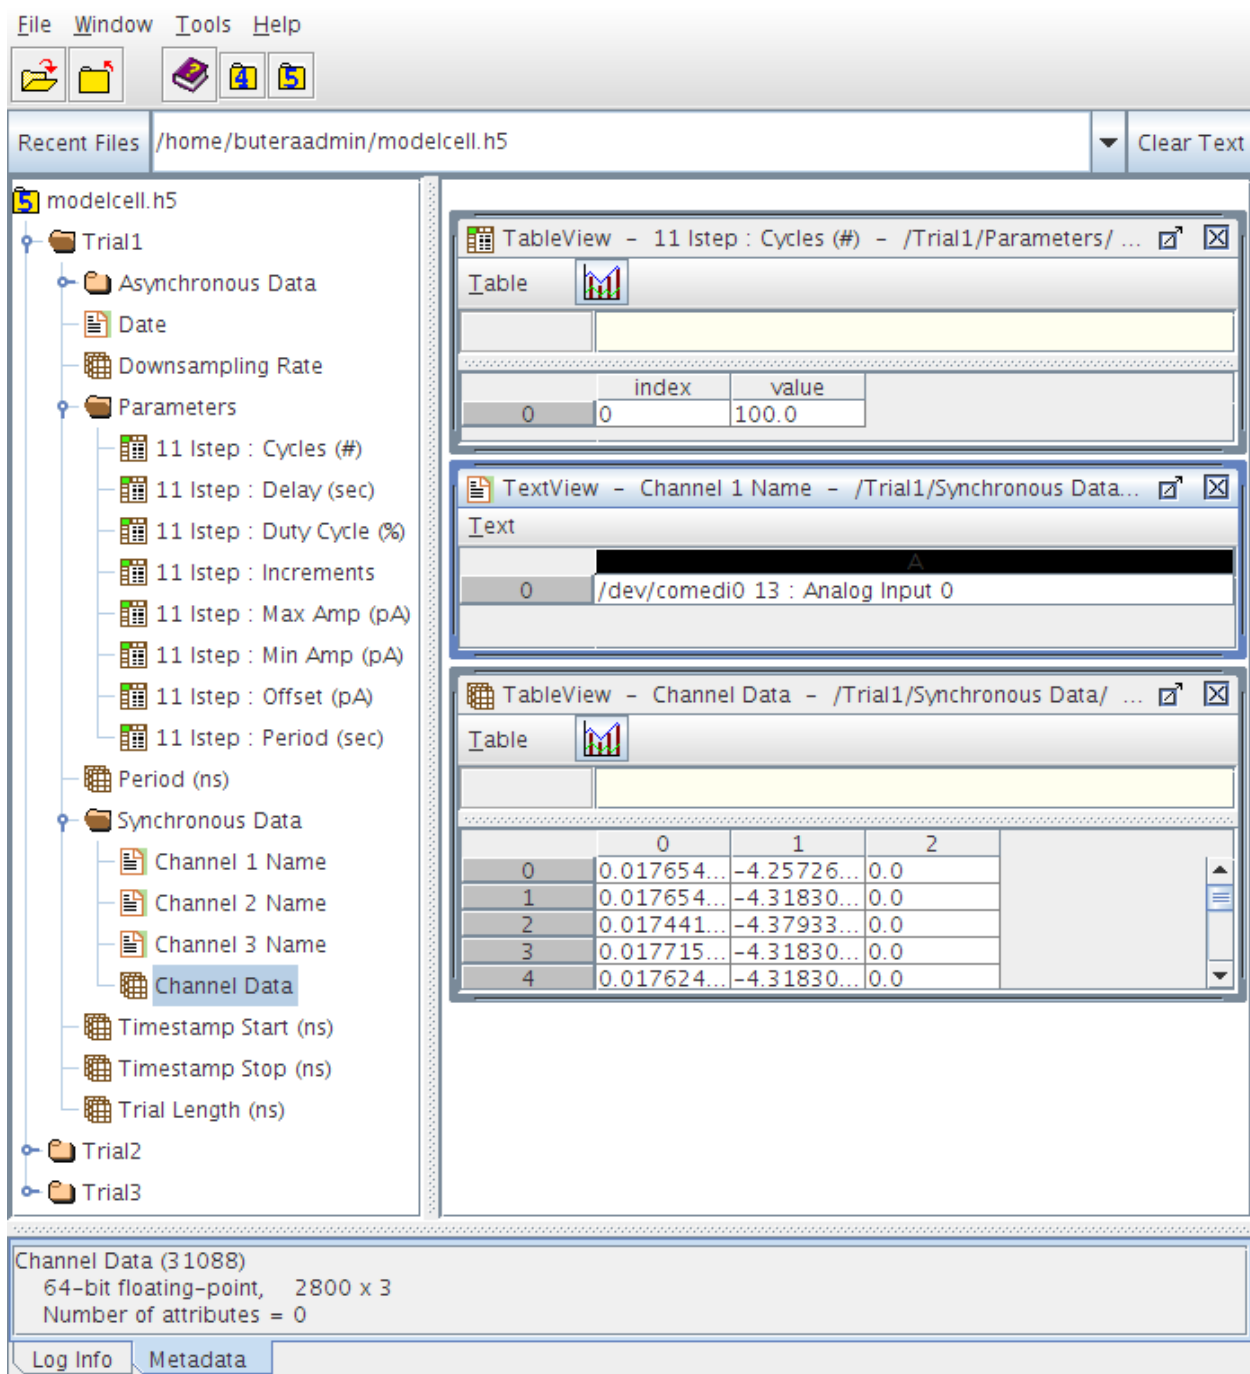 File Window Tools Help
4 5
Recent Files /home/buteraadmin/modelcell.h5 Clear Text
5 modelcell.h5
Trial1
Asynchronous Data
Date
Downsampling Rate
Parameters
11 Istep : Cycles (#)
11 Istep : Delay (sec)
11 Istep : Duty Cycle (%)
11 Istep : Increments
11 Istep : Max Amp (pA)
11 Istep : Min Amp (pA)
11 Istep : Offset (pA)
11 Istep : Period (sec)
Period (ns)
Synchronous Data
Channel 1 Name
Channel 2 Name
Channel 3 Name
Channel Data
Timestamp Start (ns)
Timestamp Stop (ns)
Trial Length (ns)
Trial2
Trial3
TableView - 11 Istep : Cycles (#) - /Trial1/Parameters/ ...
Table
index value
0 0 100.0
TextView - Channel 1 Name - /Trial1/Synchronous Data...
Text
A
0 /dev/comedi0 13 : Analog Input 0
TableView - Channel Data - /Trial1/Synchronous Data/ ...
Table
0 1 2
0 0.017654... -4.25726... 0.0
1 0.017654... -4.31830... 0.0
2 0.017441... -4.37933... 0.0
3 0.017715... -4.31830... 0.0
4 0.017624... -4.31830... 0.0
Channel Data (31088)
64-bit floating-point, 2800 x 3
Number of attributes = 0
Log Info Metadata